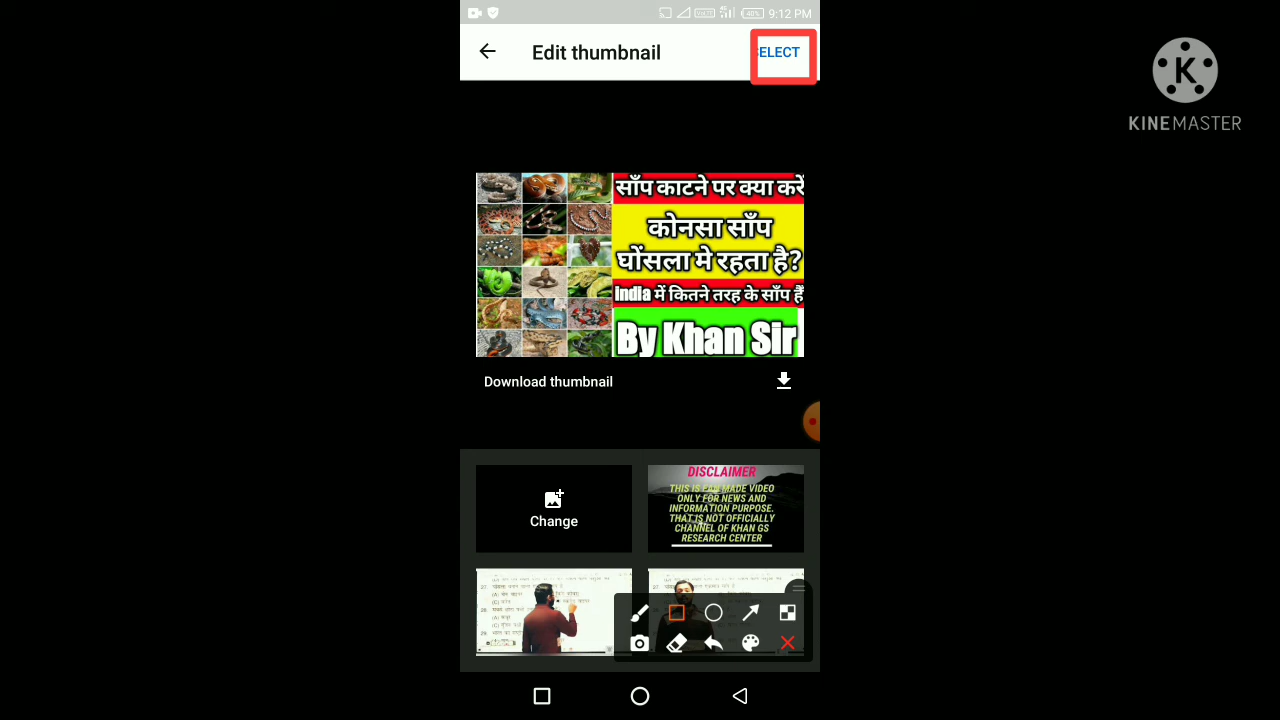 9:12 PM
Edit thumbnail
SELECT
KINEMASTER
साँप काटने पर क्या करें
कोनसा साँप
घोंसला मे रहता है?
india में कितने तरह के साँप हैं
By Khan Sir
Download thumbnail
Change
DISCLAIMER
THIS IS FAN MADE VIDEO
ONLY FOR NEWS AND
INFORMATION PURPOSE.
THAT IS NOT OFFICIALLY
CHANNEL OF KHAN GS
RESEARCH CENTER